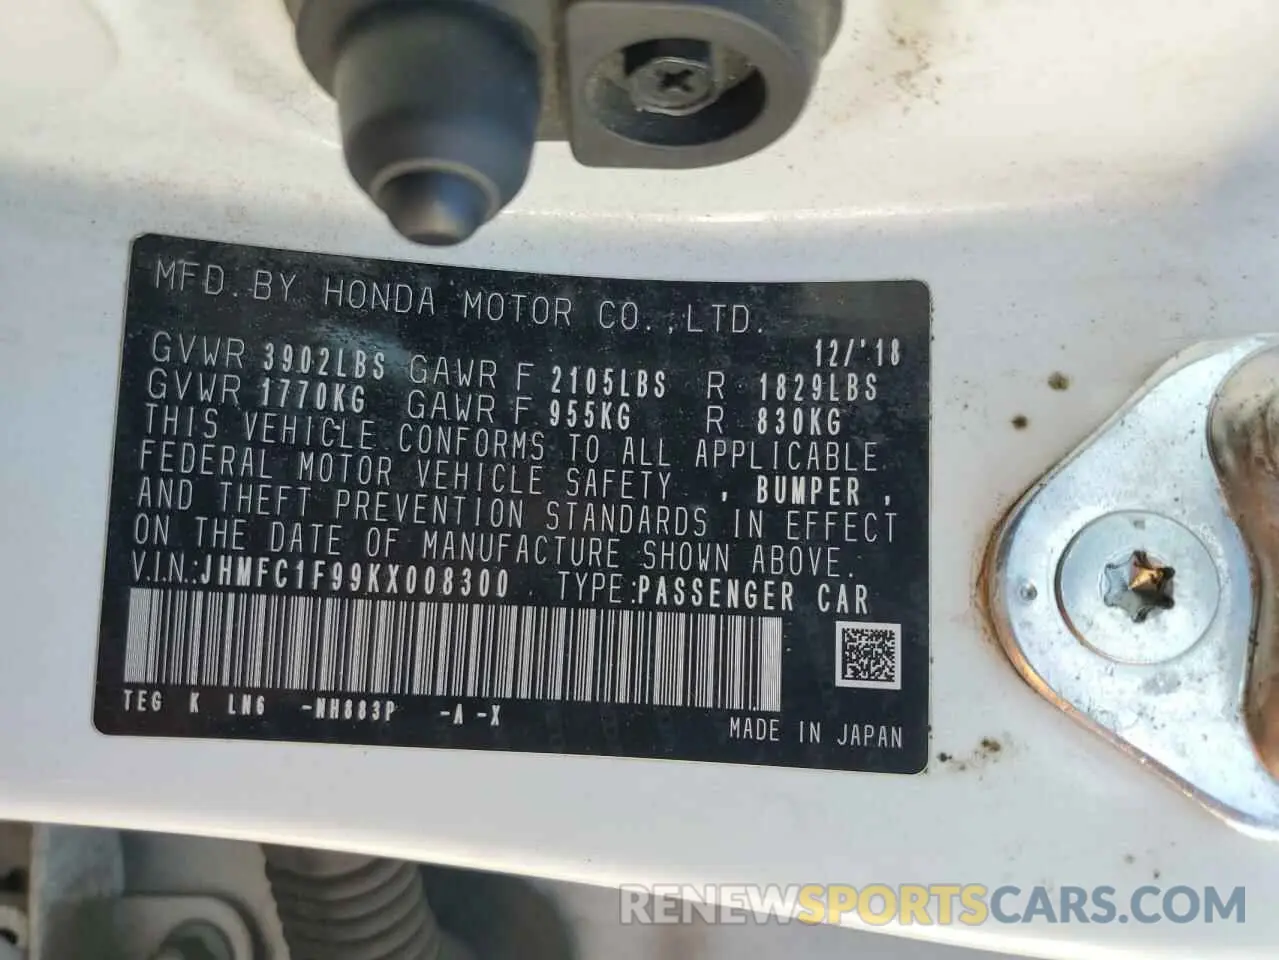 MFD. BY HONDA MOTOR CO., LTD.
12/'18
GVWR 3902LBS GAWR F 2105LBS R 1829LBS
GVWR 1770KG GAWR F 955KG R 830KG
THIS VEHICLE CONFORMS TO ALL APPLICABLE
FEDERAL MOTOR VEHICLE SAFETY , BUMPER ,
AND THEFT PREVENTION STANDARDS IN EFFECT
ON THE DATE OF MANUFACTURE SHOWN ABOVE.
V.I.N.: JHMFC1F99KX008300 TYPE: PASSENGER CAR
TEG K LNG -NH883P -A -X
MADE IN JAPAN
RENEWSPORTSCARS.COM